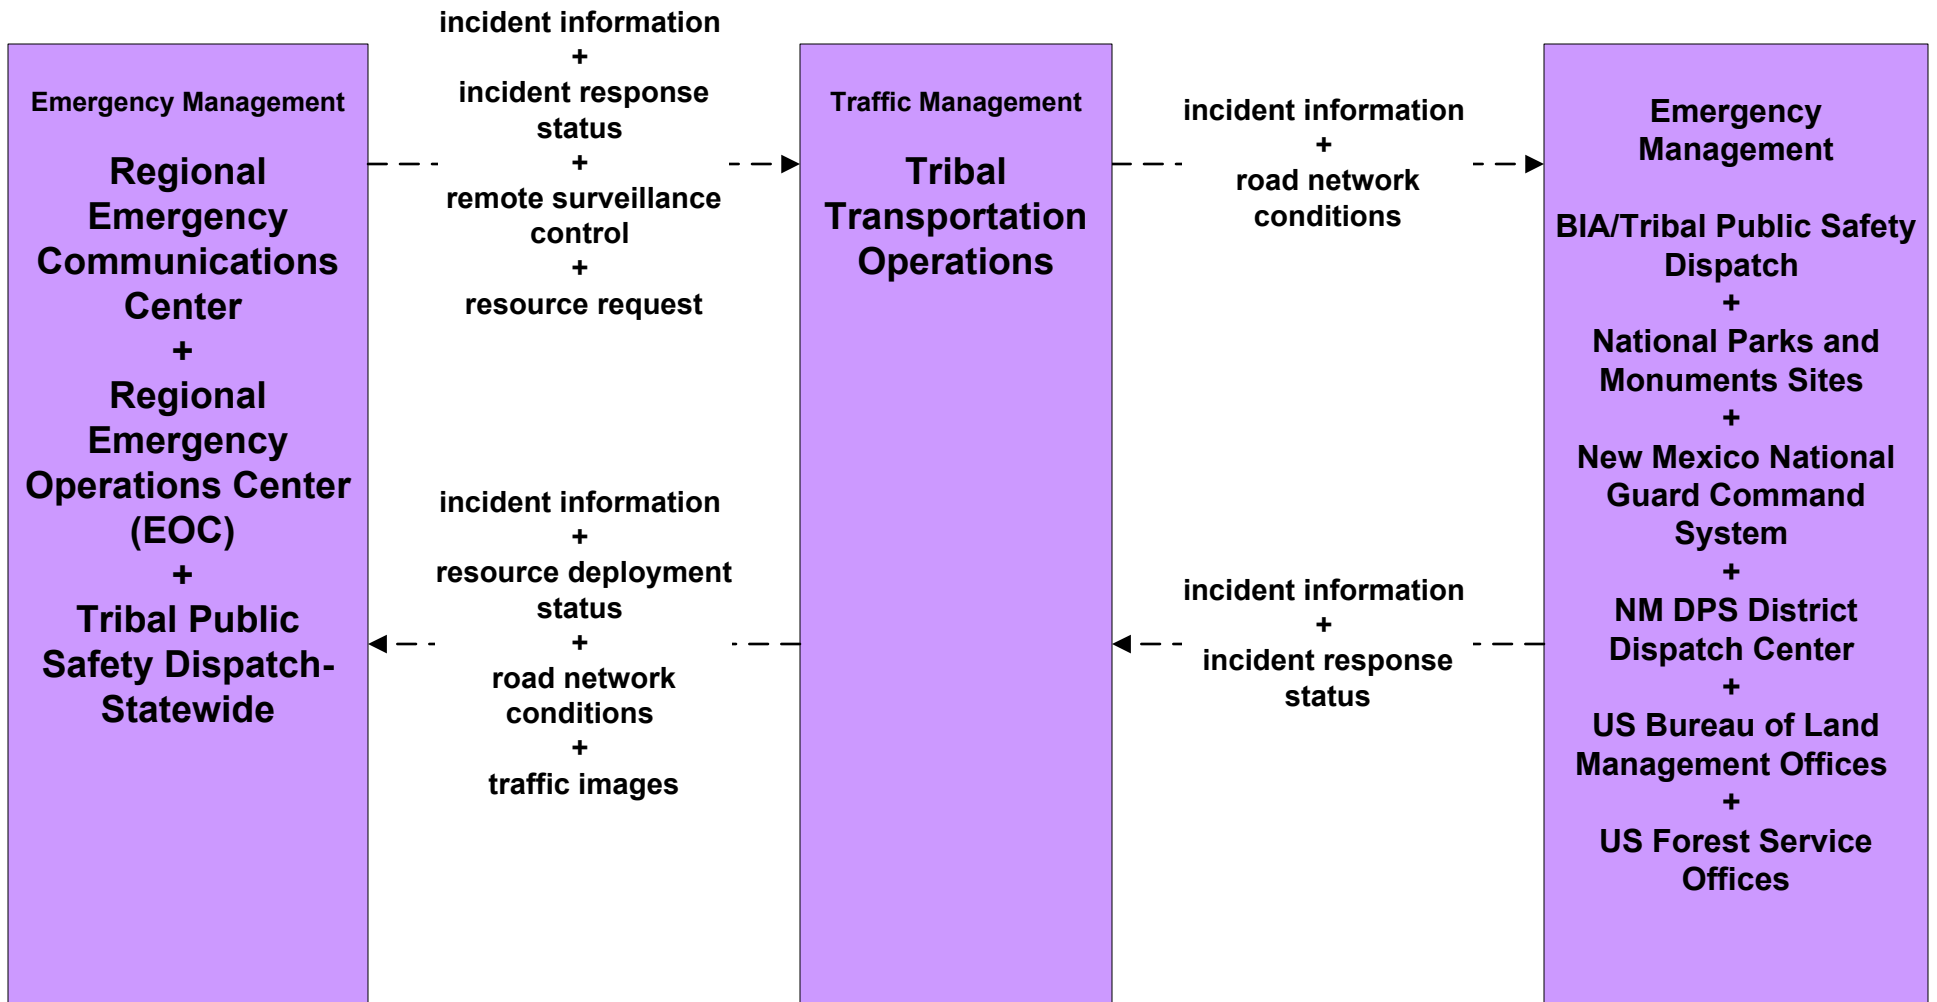 Emergency Management
Regional
Emergency
Communications
Center
+
Regional
Emergency
Operations Center
(EOC)
+
Tribal Public
Safety Dispatch-
Statewide
incident information
+
incident response
status
+
remote surveillance
control
+
resource request
incident information
+
resource deployment
status
+
road network
conditions
+
traffic images
Traffic Management
Tribal
Transportation
Operations
incident information
+
road network
conditions
incident information
+
incident response
status
Emergency
Management
BIA/Tribal Public Safety
Dispatch
+
National Parks and
Monuments Sites
+
New Mexico National
Guard Command
System
+
NM DPS District
Dispatch Center
+
US Bureau of Land
Management Offices
+
US Forest Service
Offices